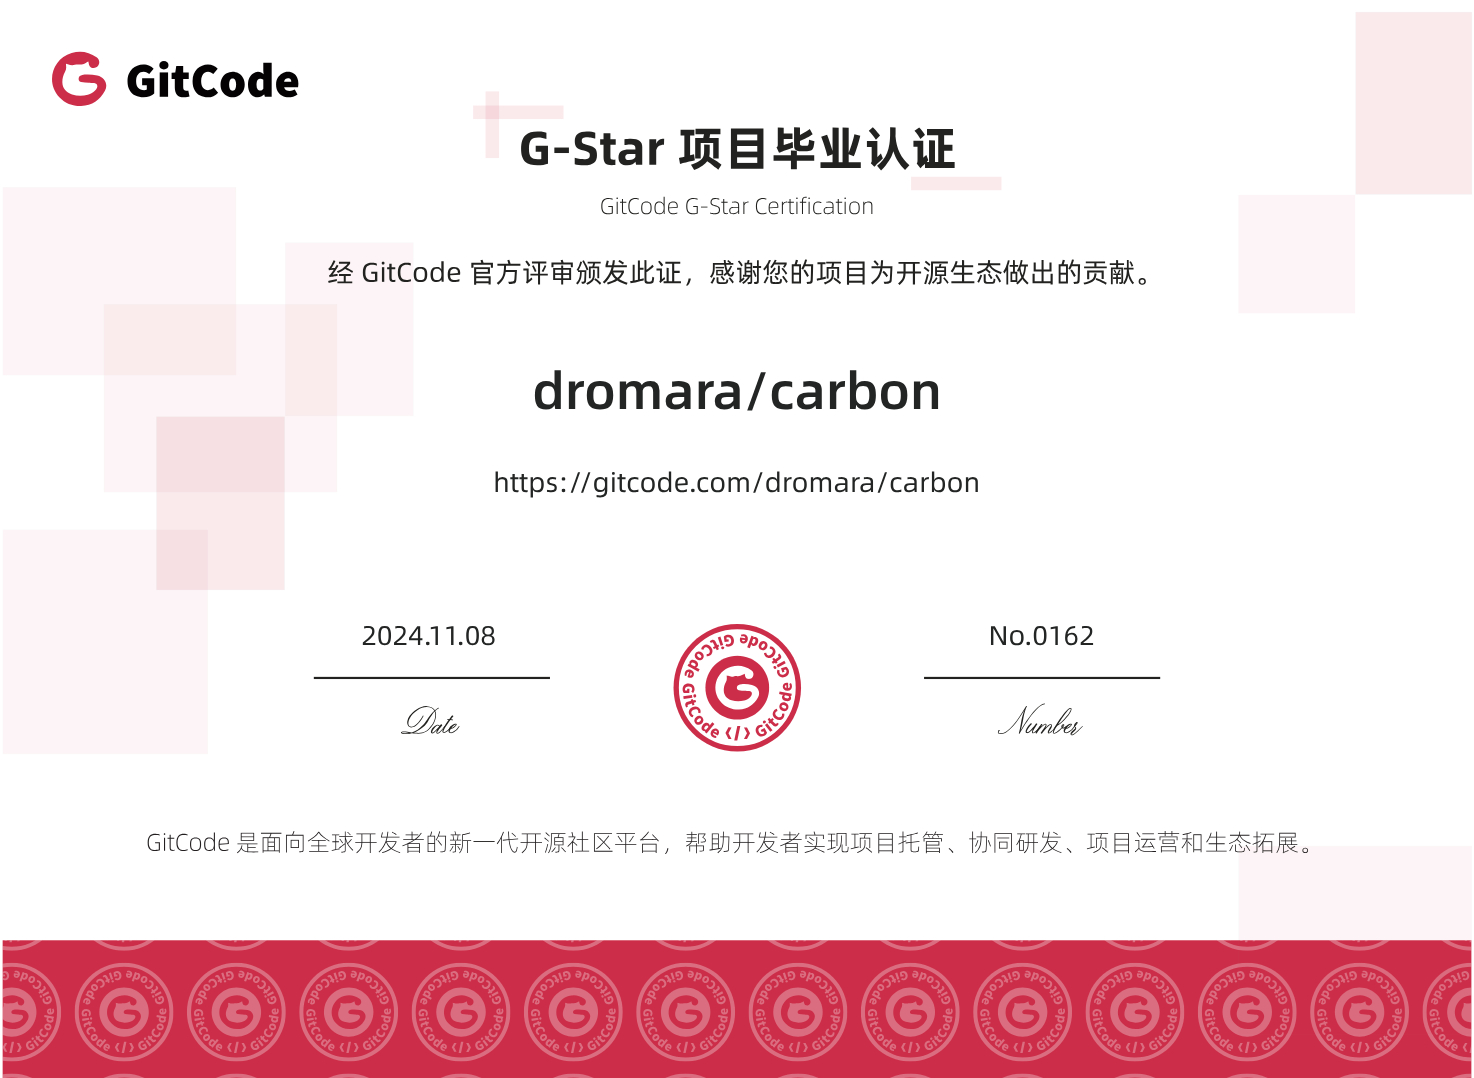 GitCode
G-Star 项目毕业认证
GitCode G-Star Certification
经 GitCode 官方评审颁发此证，感谢您的项目为开源生态做出的贡献。
dromara/carbon
https://gitcode.com/dromara/carbon
2024.11.08
No.0162
GitCode GitCode GitCode GitCode </>
Date
Number
GitCode 是面向全球开发者的新一代开源社区平台，帮助开发者实现项目托管、协同研发、项目运营和生态拓展。